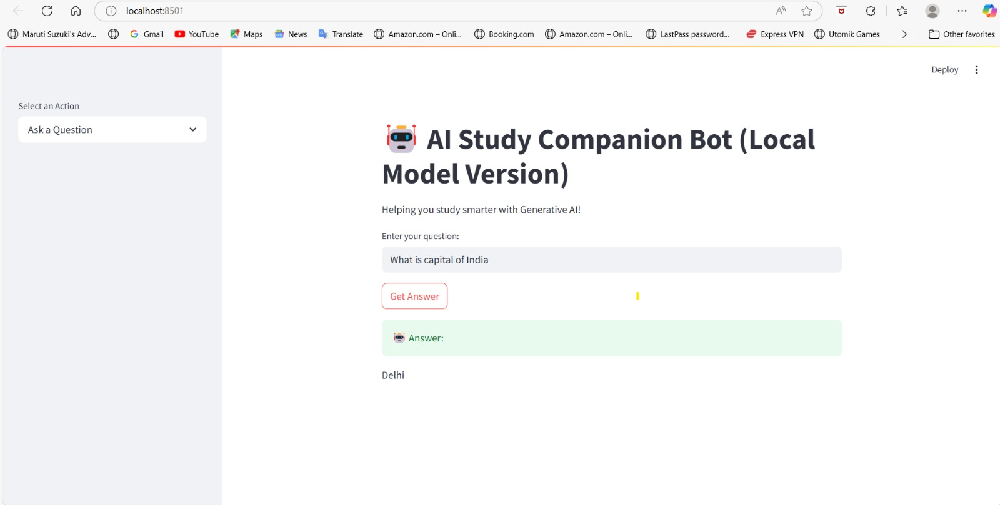 localhost:8501
Maruti Suzuki's Adv... Gmail YouTube Maps News Translate Amazon.com – Onli... Booking.com Amazon.com – Onli... LastPass password... Express VPN Utomik Games Other favorites
Deploy
Select an Action
Ask a Question
AI Study Companion Bot (Local
Model Version)
Helping you study smarter with Generative AI!
Enter your question:
What is capital of India
Get Answer
Answer:
Delhi